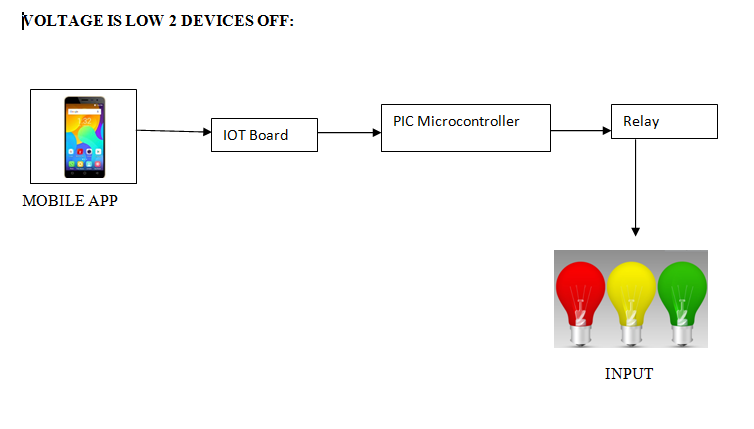 VOLTAGE IS LOW 2 DEVICES OFF:
MOBILE APP
IOT Board
PIC Microcontroller
Relay
INPUT